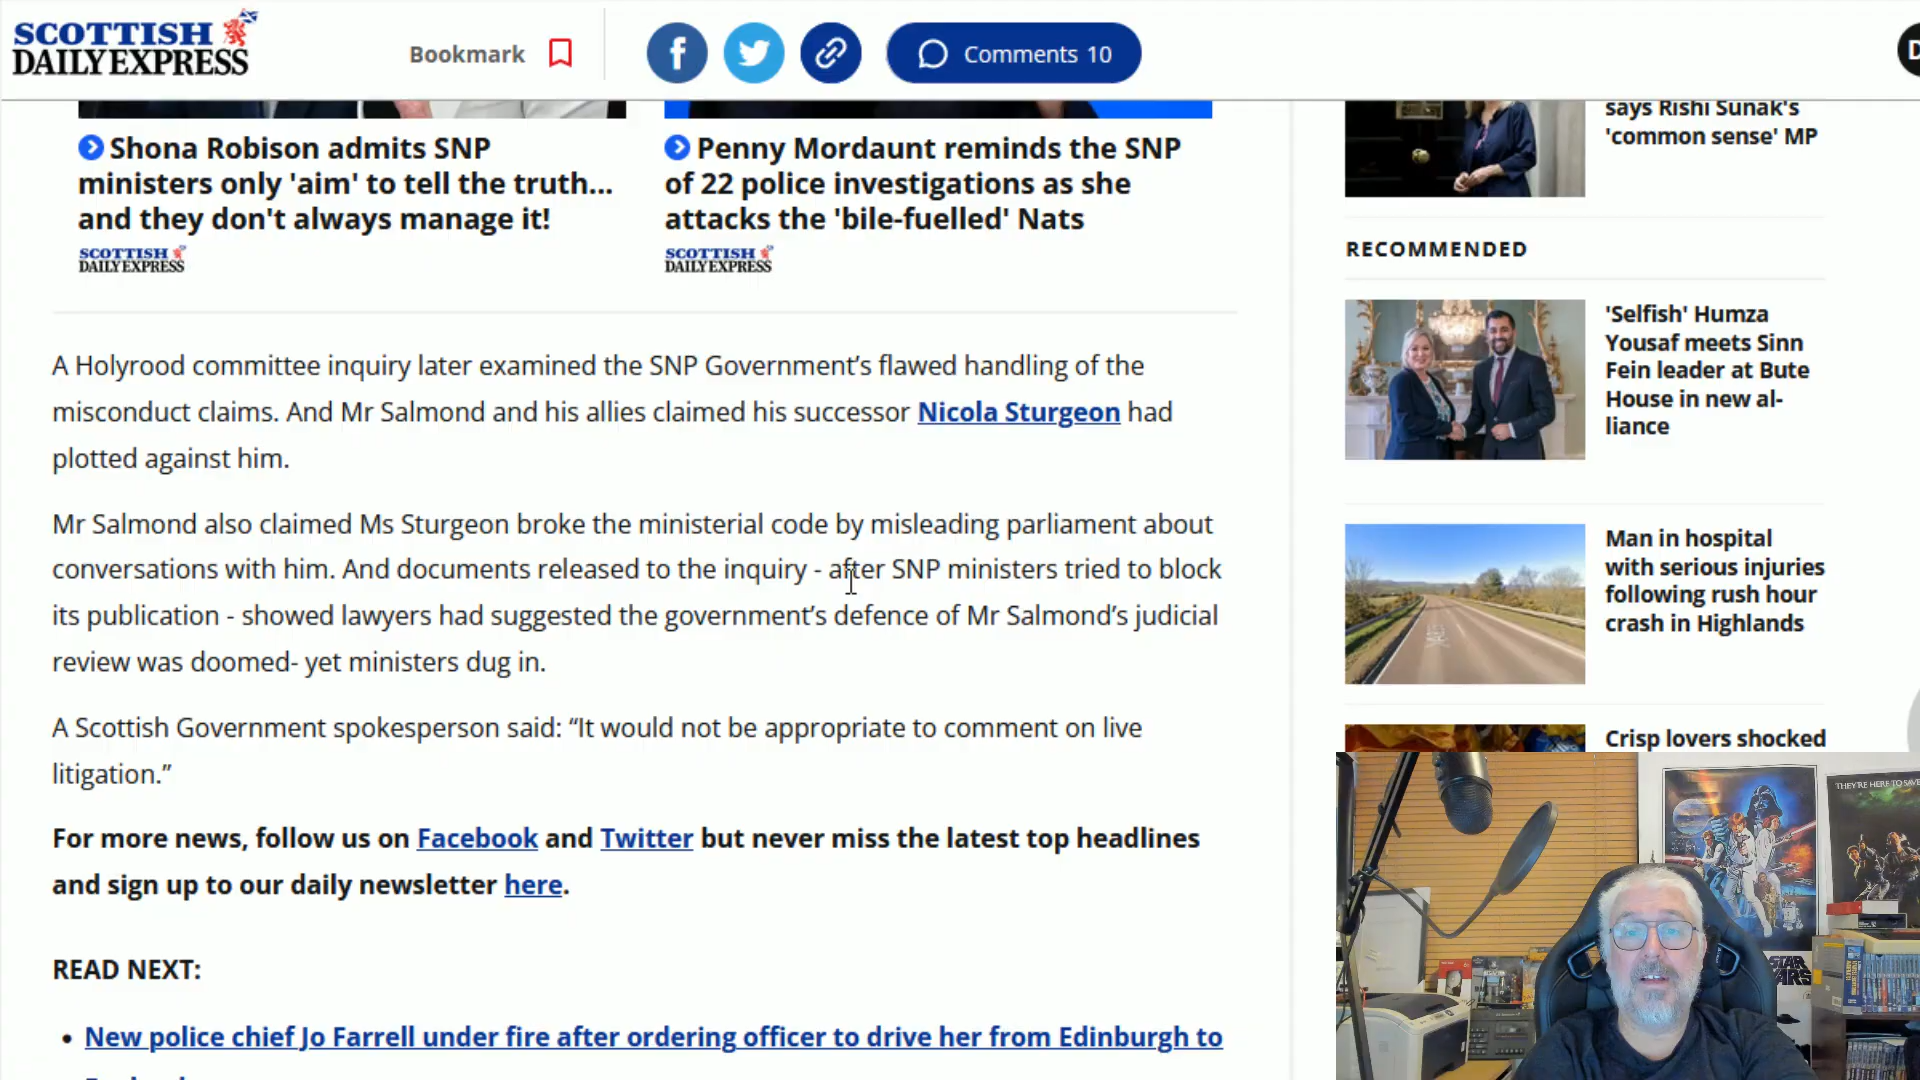 SCOTTISH
DAILY EXPRESS
Bookmark
Comments 10
Shona Robison admits SNP
ministers only 'aim' to tell the truth...
and they don't always manage it!
SCOTTISH
DAILY EXPRESS
Penny Mordaunt reminds the SNP
of 22 police investigations as she
attacks the 'bile-fuelled' Nats
SCOTTISH
DAILY EXPRESS
A Holyrood committee inquiry later examined the SNP Government’s flawed handling of the
misconduct claims. And Mr Salmond and his allies claimed his successor Nicola Sturgeon had
plotted against him.
Mr Salmond also claimed Ms Sturgeon broke the ministerial code by misleading parliament about
conversations with him. And documents released to the inquiry - after SNP ministers tried to block
its publication - showed lawyers had suggested the government’s defence of Mr Salmond’s judicial
review was doomed- yet ministers dug in.
A Scottish Government spokesperson said: “It would not be appropriate to comment on live
litigation.”
For more news, follow us on Facebook and Twitter but never miss the latest top headlines
and sign up to our daily newsletter here.
READ NEXT:
New police chief Jo Farrell under fire after ordering officer to drive her from Edinburgh to
says Rishi Sunak's
'common sense' MP
RECOMMENDED
'Selfish' Humza
Yousaf meets Sinn
Fein leader at Bute
House in new al-
liance
Man in hospital
with serious injuries
following rush hour
crash in Highlands
Crisp lovers shocked
THEY'RE HERE TO SAVE
STAR
WARS